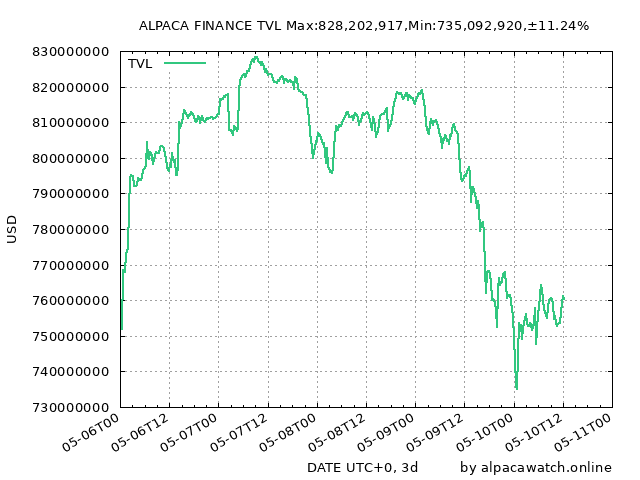 ALPACA FINANCE TVL Max:828,202,917,Min:735,092,920,±11.24%
TVL
830000000
820000000
810000000
800000000
790000000
780000000
770000000
760000000
750000000
740000000
730000000
USD
05-06T00
05-06T12
05-07T00
05-07T12
05-08T00
05-08T12
05-09T00
05-09T12
05-10T00
05-10T12
05-11T00
DATE UTC+0, 3d
by alpacawatch.online